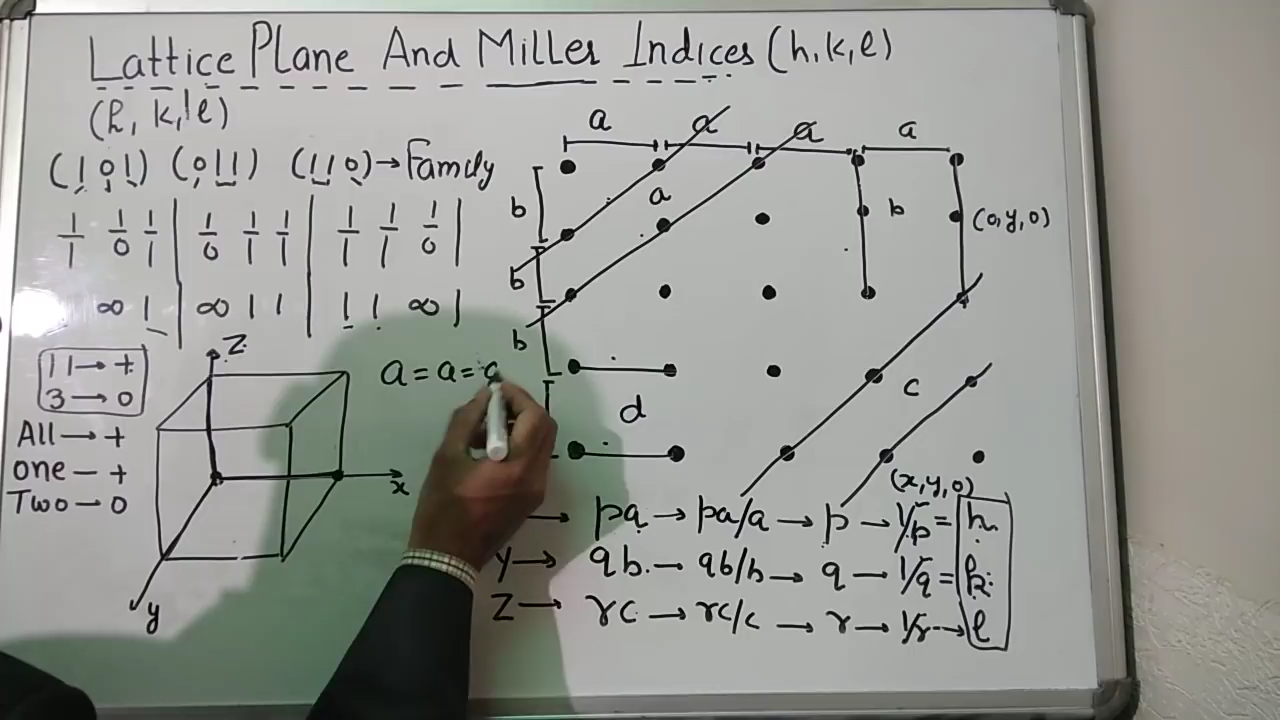 Lattice Plane And Miller Indices (h,k,l)
(h, k, l)
(1 0 1) (0 1 1) (1 1 0) → Family
1/1 1/0 1/1 | 1/0 1/1 1/1 | 1/1 1/1 1/0 |
∞ 1 | ∞ 1 1 | 1 1 ∞ |
11 → +
3 → 0
All → +
one – +
Two → 0
Z
x
y
a = a =
a a a a
b
b
b
a
b
(0,y,0)
c
d
(x,y,0)
→ pa → pa/a → p → 1/p = h
y → qb → qb/b → q – 1/q = k
Z → rc → rc/c → r → 1/r → l